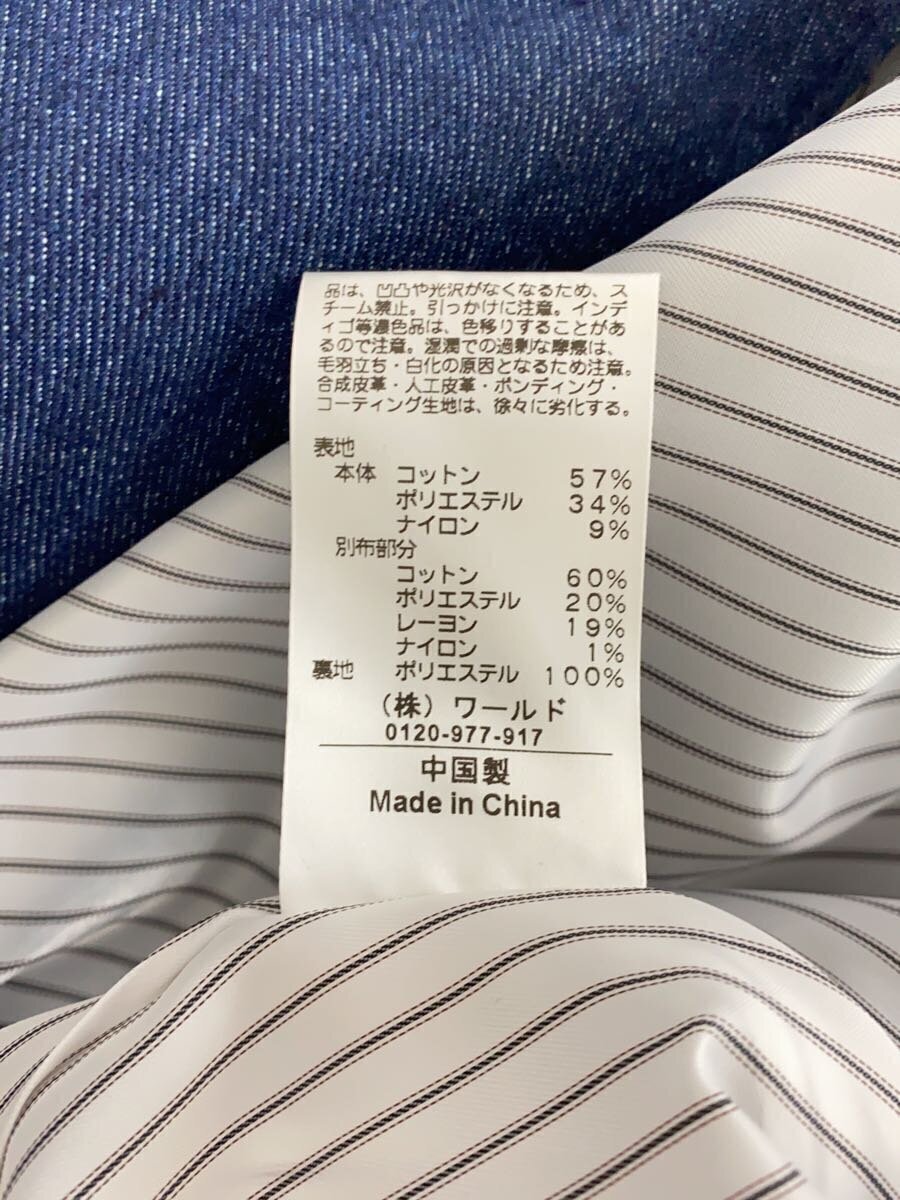 品は、凹凸や光沢がなくなるため、ス
チーム禁止。引っかけに注意。インデ
ィゴ等濃色品は、色移りすることがあ
るので注意。湿潤での過剰な摩擦は、
毛羽立ち・白化の原因となるため注意。
合成皮革・人工皮革・ボンディング・
コーティング生地は、徐々に劣化する。
表地
本体 コットン 57%
ポリエステル 34%
ナイロン 9%
別布部分
コットン 60%
ポリエステル 20%
レーヨン 19%
ナイロン 1%
裏地 ポリエステル 100%
(株)ワールド
0120-977-917
中国製
Made in China